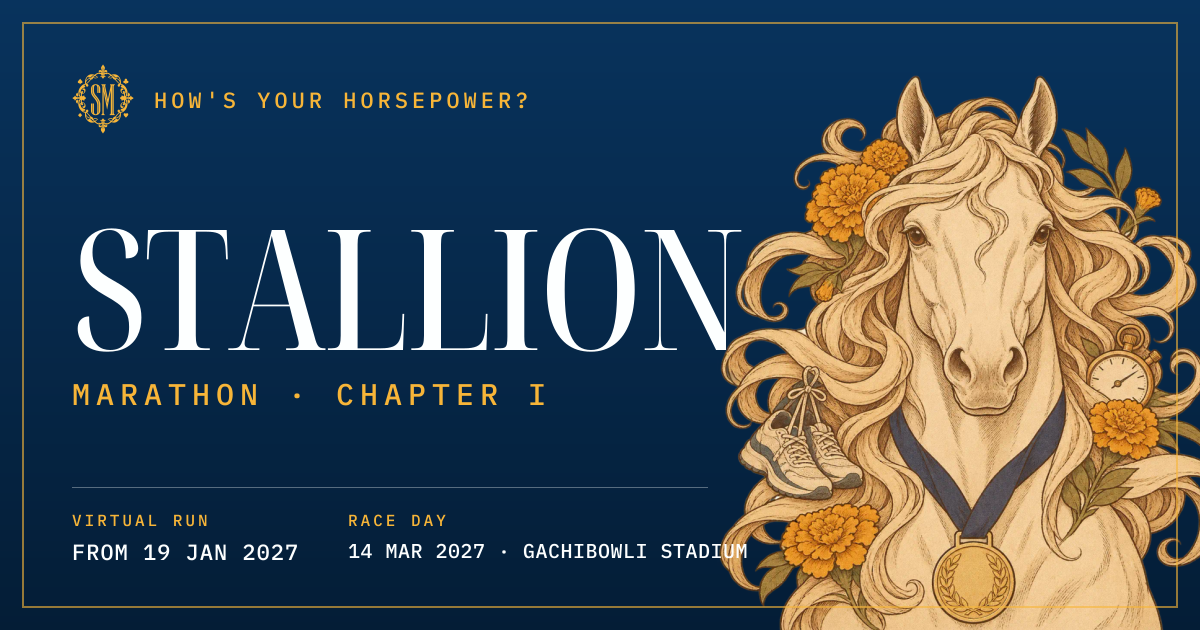 SM
HOW'S YOUR HORSEPOWER?
STALLION
MARATHON · CHAPTER I
VIRTUAL RUN
FROM 19 JAN 2027
RACE DAY
14 MAR 2027 · GACHIBOWLI STADIUM